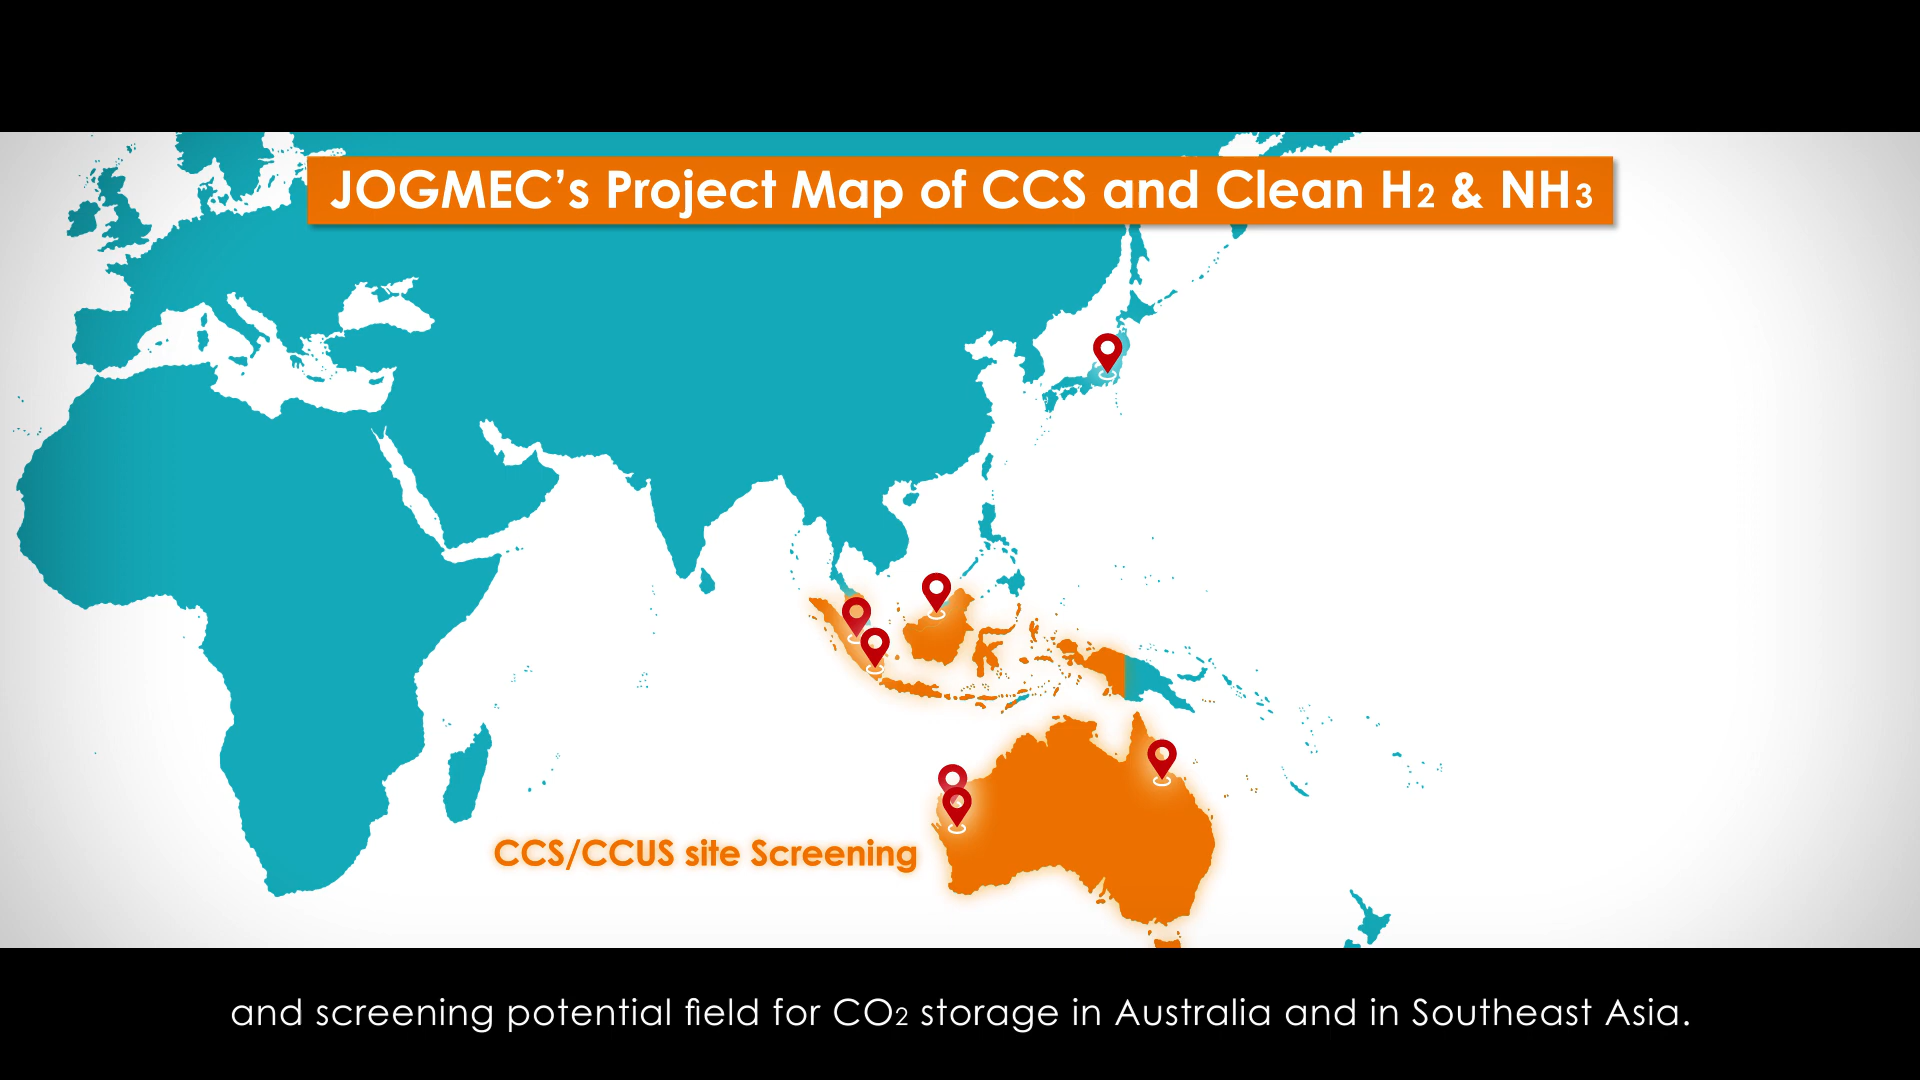 JOGMEC’s Project Map of CCS and Clean H2 & NH3
CCS/CCUS site Screening
and screening potential field for CO2 storage in Australia and in Southeast Asia.